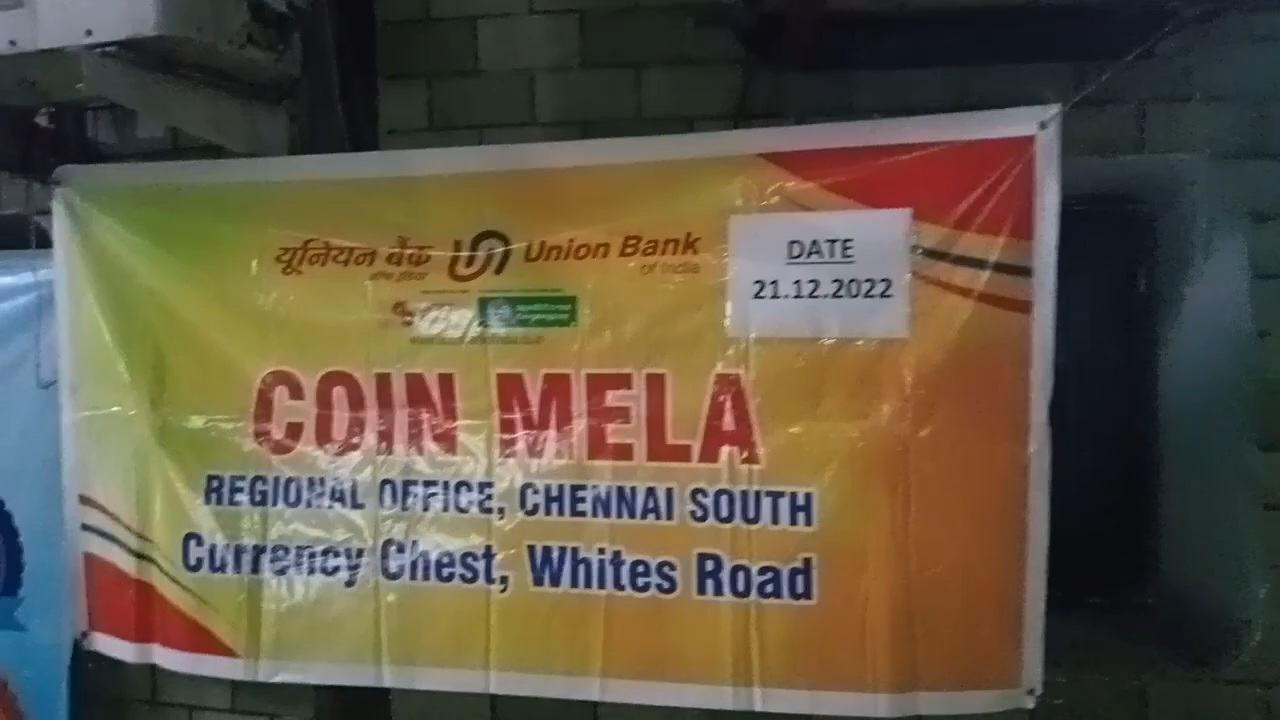 यूनियन बैंक Union Bank
ऑफ इंडिया of India
DATE
21.12.2022
COIN MELA
REGIONAL OFFICE, CHENNAI SOUTH
Currency Chest, Whites Road